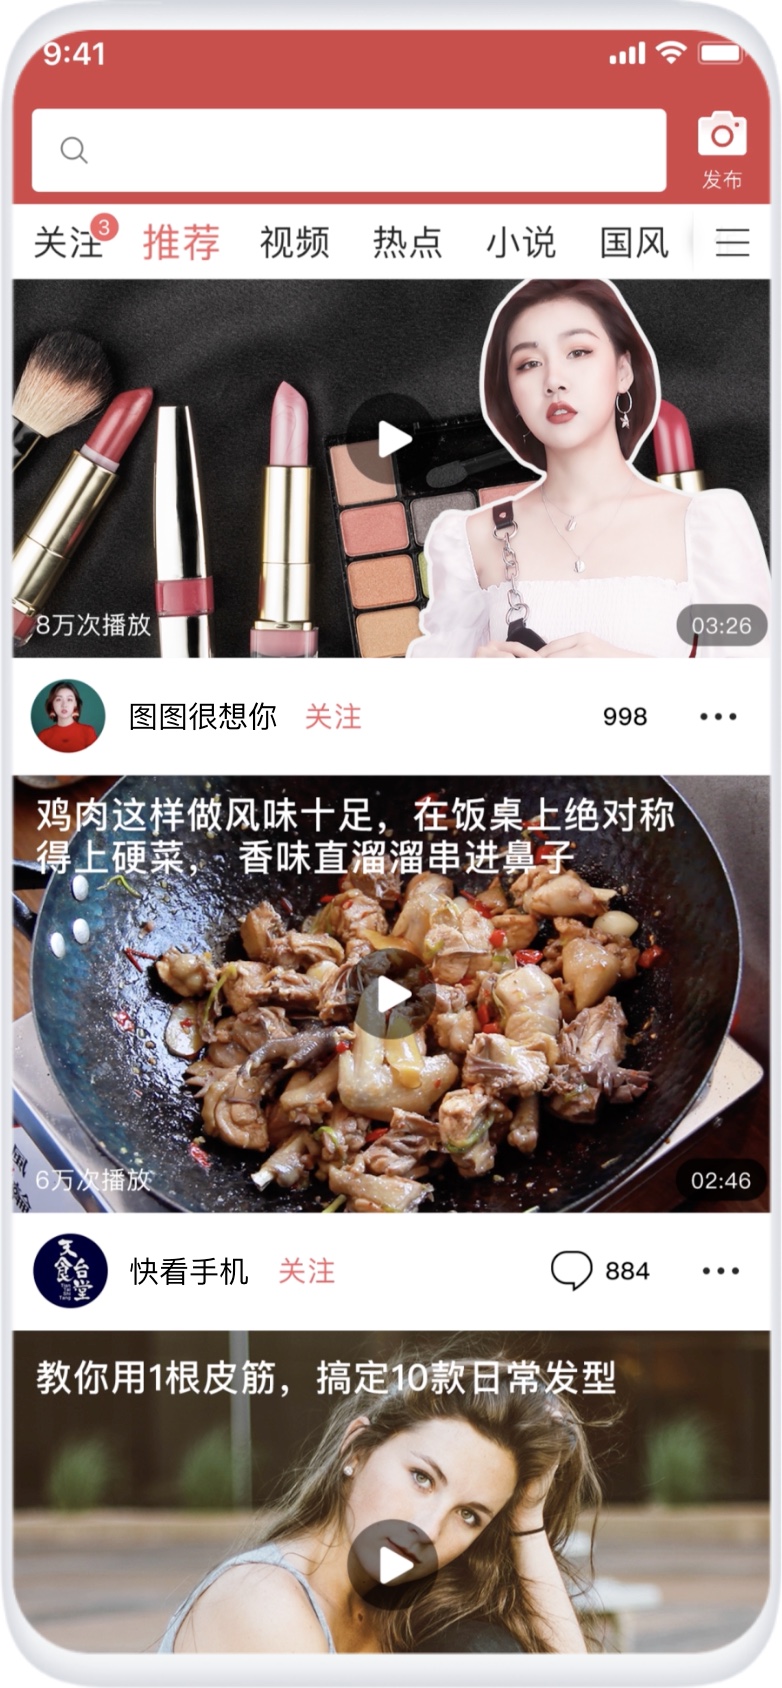 9:41
发布
关注
3
推荐
视频
热点
小说
国风
8万次播放
03:26
图图很想你
关注
998
鸡肉这样做风味十足，在饭桌上绝对称
得上硬菜， 香味直溜溜串进鼻子
6万次播放
02:46
天食台堂
快看手机
关注
884
教你用1根皮筋，搞定10款日常发型